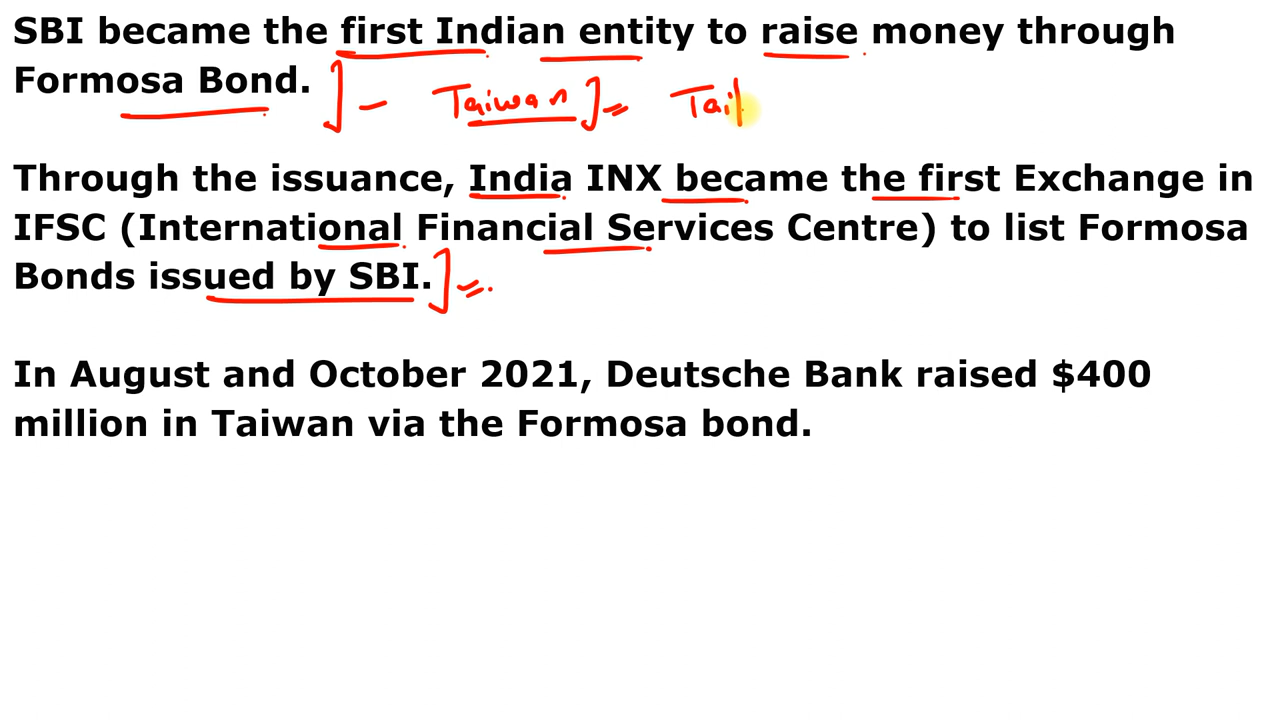 SBI became the first Indian entity to raise money through
Formosa Bond.
Taiwan = Tai
Through the issuance, India INX became the first Exchange in
IFSC (International Financial Services Centre) to list Formosa
Bonds issued by SBI.
In August and October 2021, Deutsche Bank raised $400
million in Taiwan via the Formosa bond.